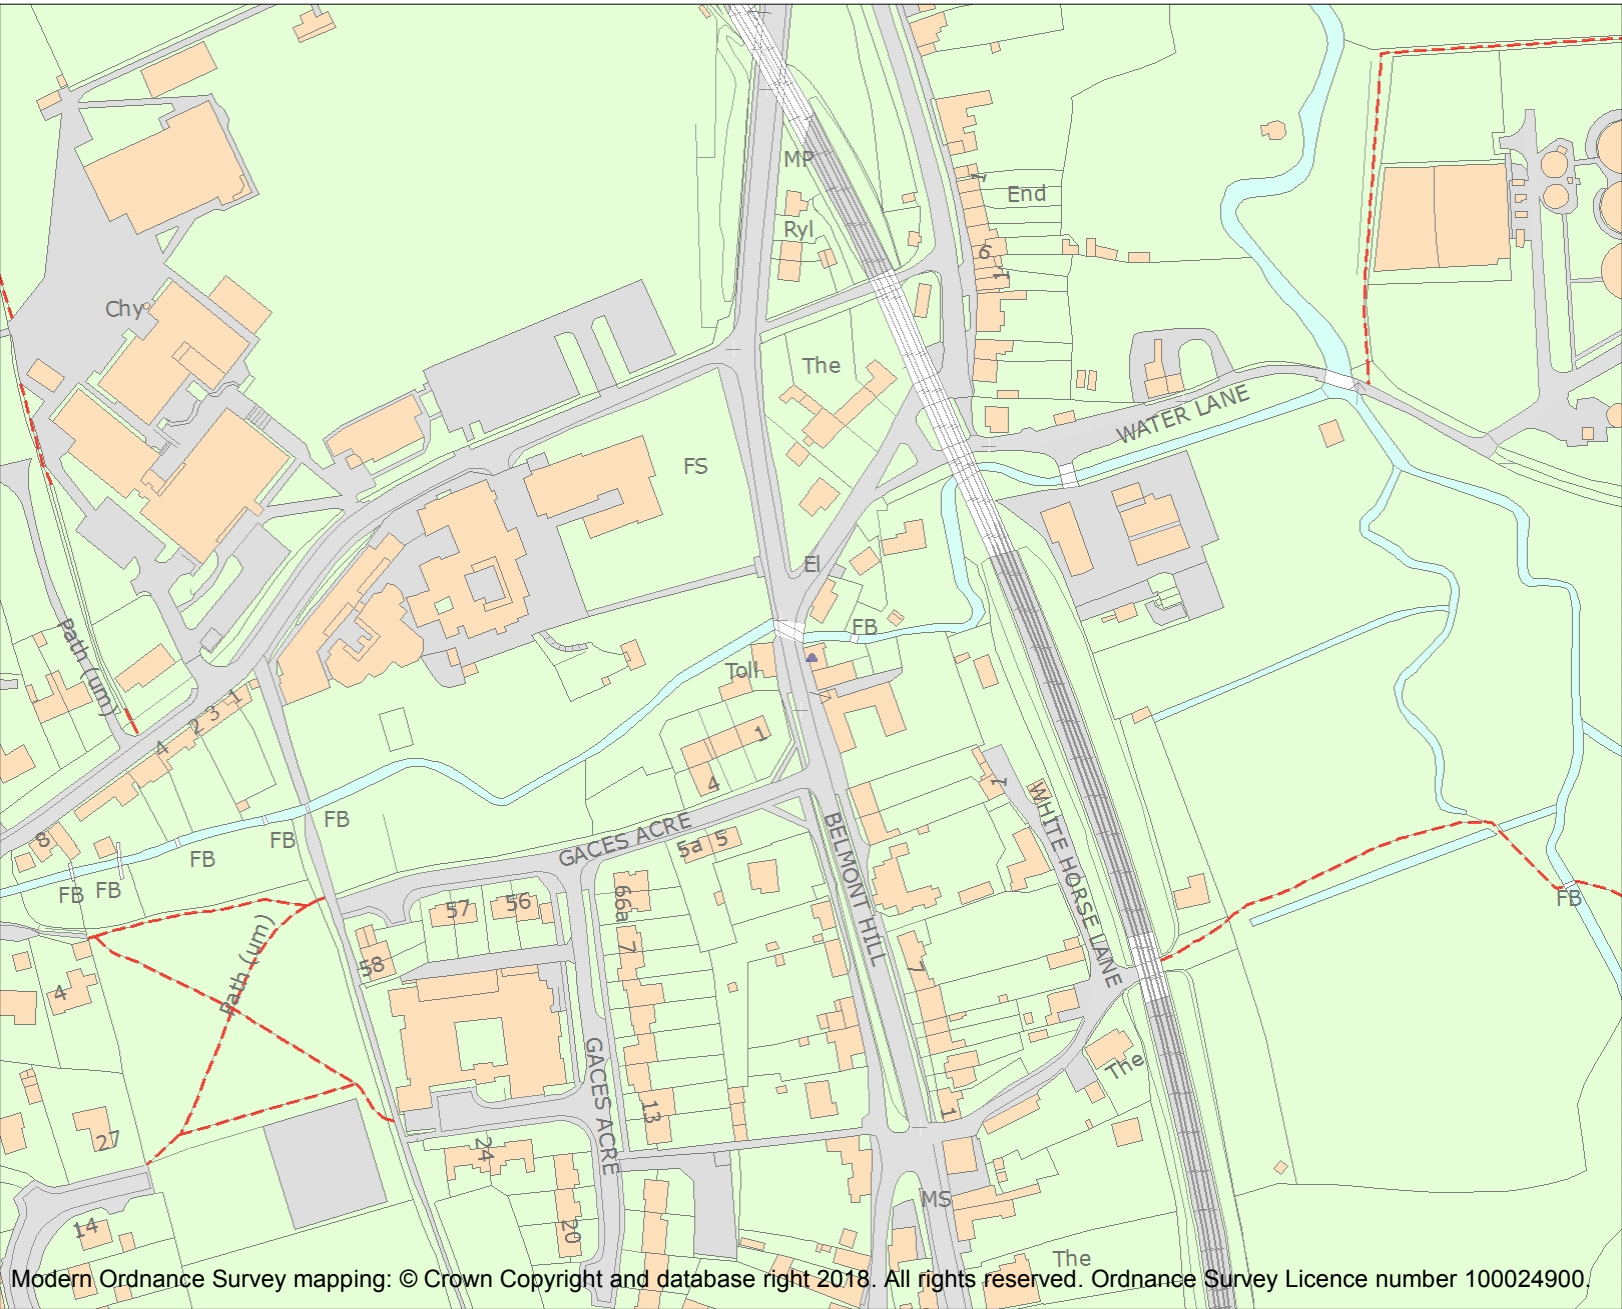 MP
1
End
Ryl
6
1
Chy
The
WATER LANE
FS
El
FB
Path (um)
Toll
1
3
2
4
1
4
1
WHITE HORSE LANE
8
FB
FB
FB
FB
FB
GACES ACRE
5a
5
BELMONT HILL
57
56
66a
FB
7
7
58
Path (um)
4
GACES ACRE
The
13
1
27
24
MS
14
20
The
Modern Ordnance Survey mapping: © Crown Copyright and database right 2018. All rights reserved. Ordnance Survey Licence number 100024900.